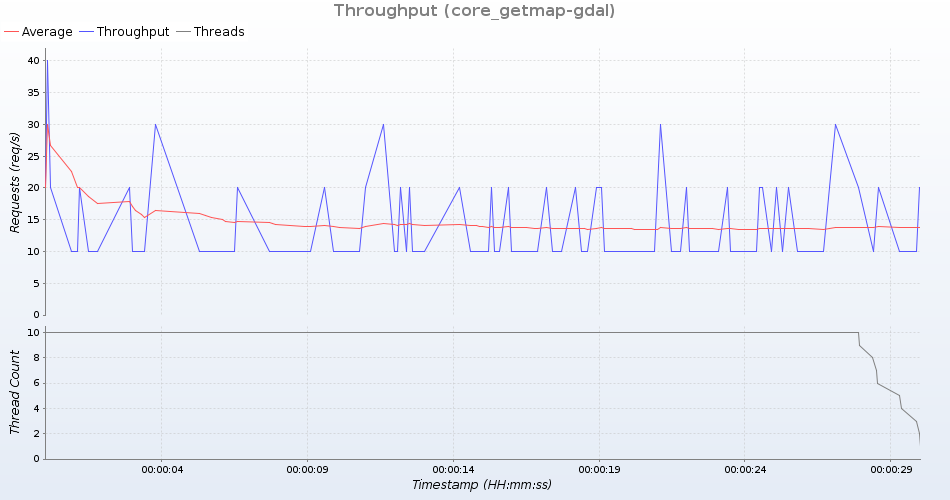 Throughput (core_getmap-gdal)
Average Throughput Threads
40
35
30
25
20
15
10
5
0
Requests (req/s)
10
8
6
4
2
0
Thread Count
00:00:04 00:00:09 00:00:14 00:00:19 00:00:24 00:00:29
Timestamp (HH:mm:ss)